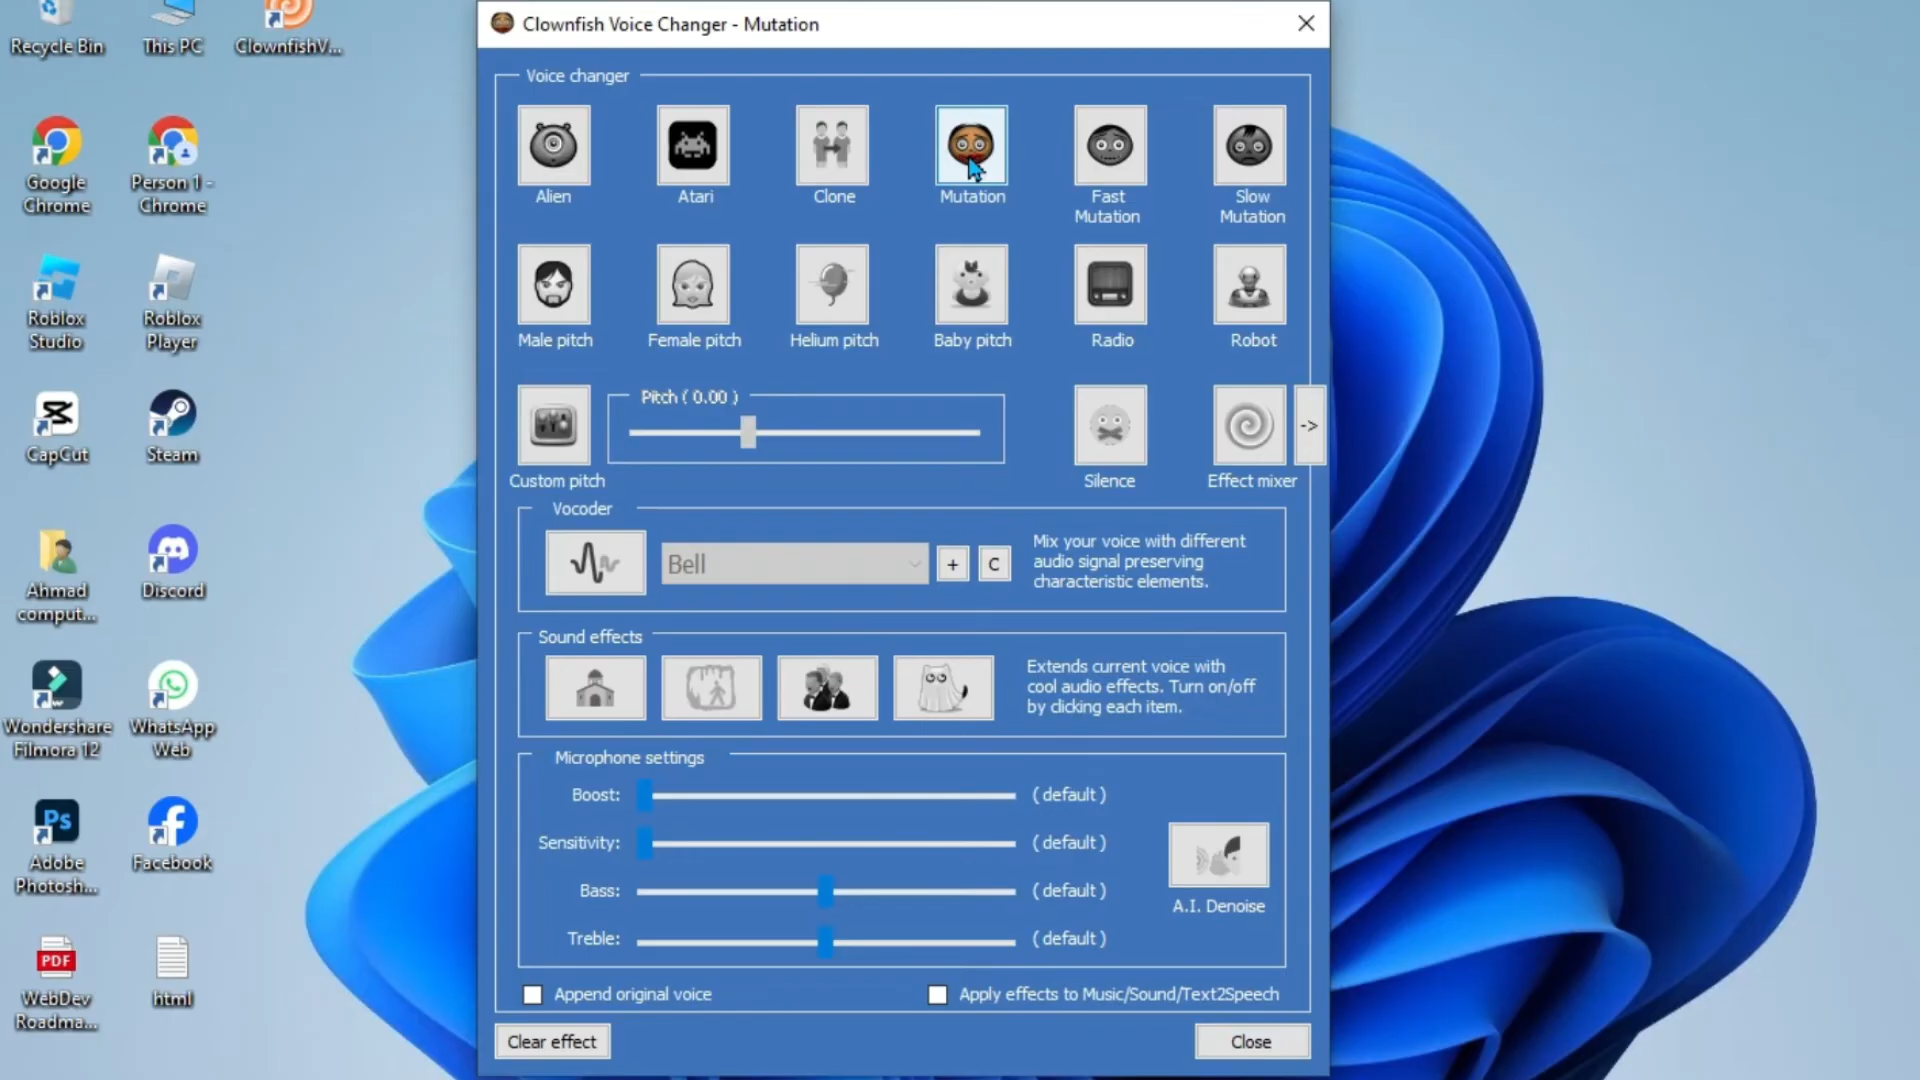 Recycle Bin
This PC
ClownfishV...
Google
Chrome
Person 1 -
Chrome
Roblox
Studio
Roblox
Player
CapCut
Steam
Ahmad
comput...
Discord
Wondershare
Filmora 12
WhatsApp
Web
Ps
Adobe
Photosh...
Facebook
PDF
WebDev
Roadma...
html
Clownfish Voice Changer - Mutation
Voice changer
Alien
Atari
Clone
Mutation
Fast
Mutation
Slow
Mutation
Male pitch
Female pitch
Helium pitch
Baby pitch
Radio
Robot
Pitch ( 0.00 )
->
Custom pitch
Silence
Effect mixer
Vocoder
Bell
+
C
Mix your voice with different
audio signal preserving
characteristic elements.
Sound effects
Extends current voice with
cool audio effects. Turn on/off
by clicking each item.
Microphone settings
Boost:
( default )
Sensitivity:
( default )
Bass:
( default )
Treble:
( default )
A.I. Denoise
Append original voice
Apply effects to Music/Sound/Text2Speech
Clear effect
Close